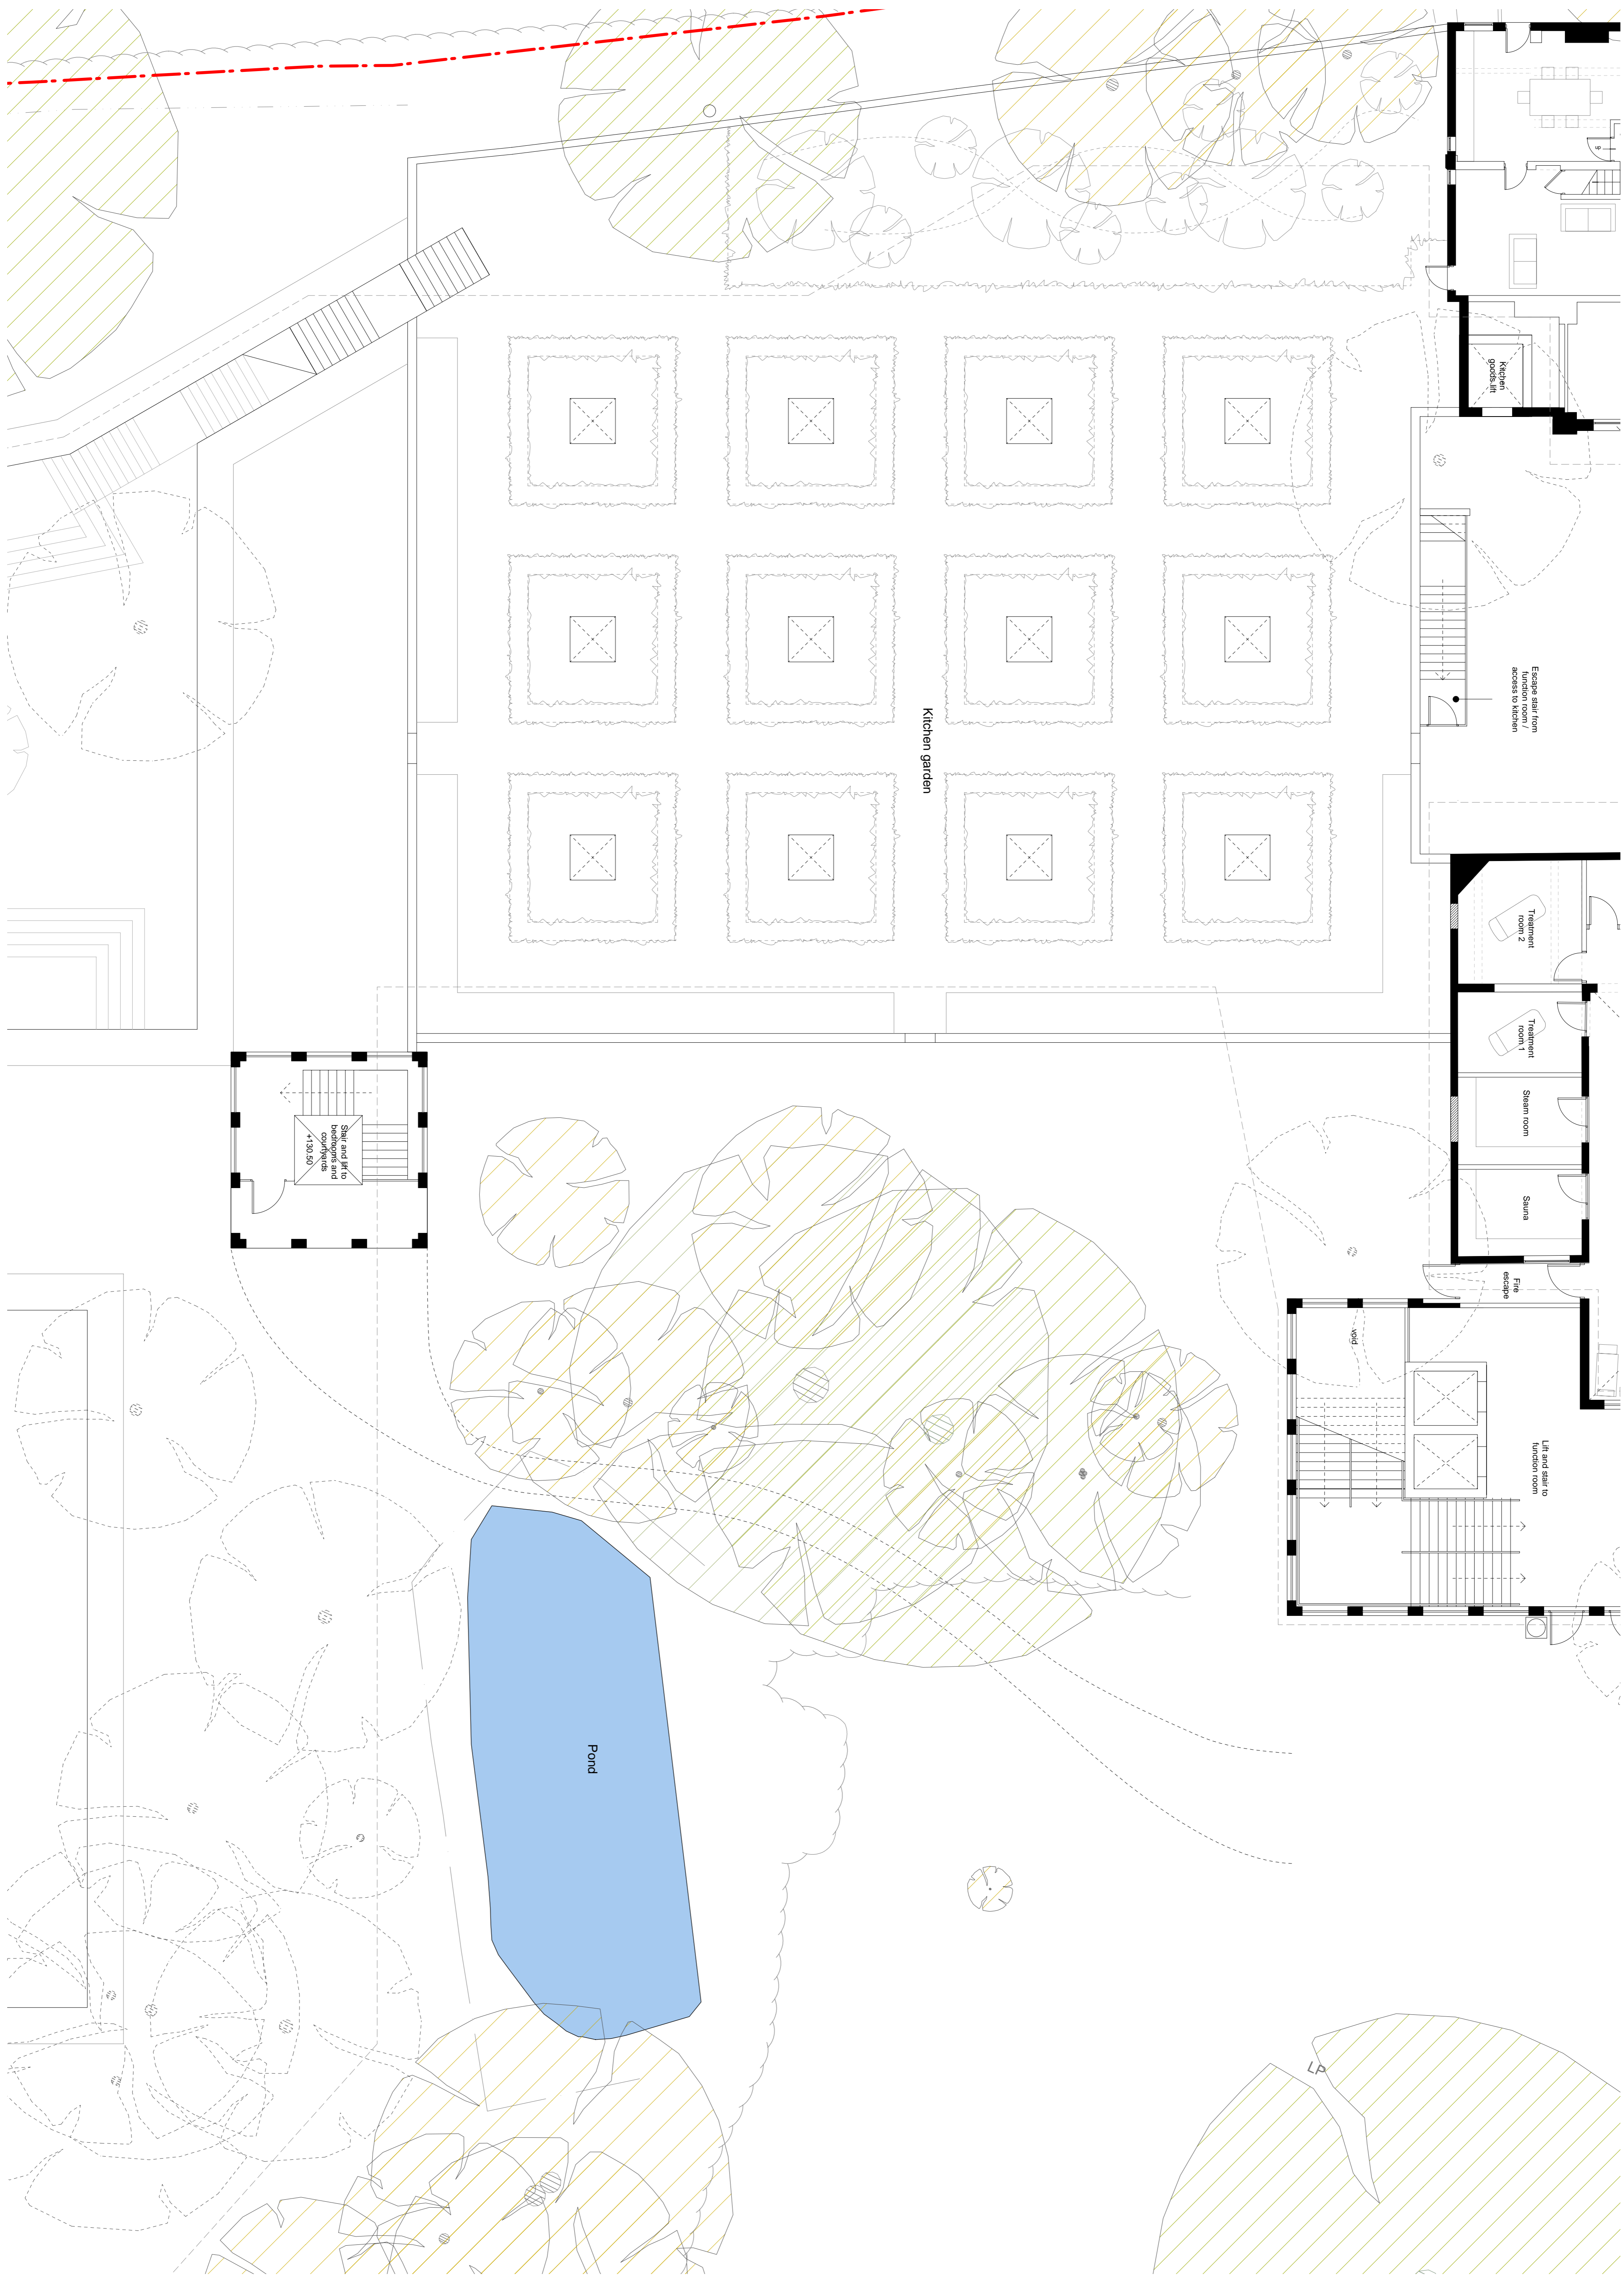 up
Kitchen
goods lift
Escape stair from
function room /
access to kitchen
Kitchen garden
Treatment
room 2
Treatment
room 1
Steam room
Sauna
Stair and lift to
bedrooms and
courtyards
+130.50
Fire
escape
void
Lift and stair to
function room
Pond
LP